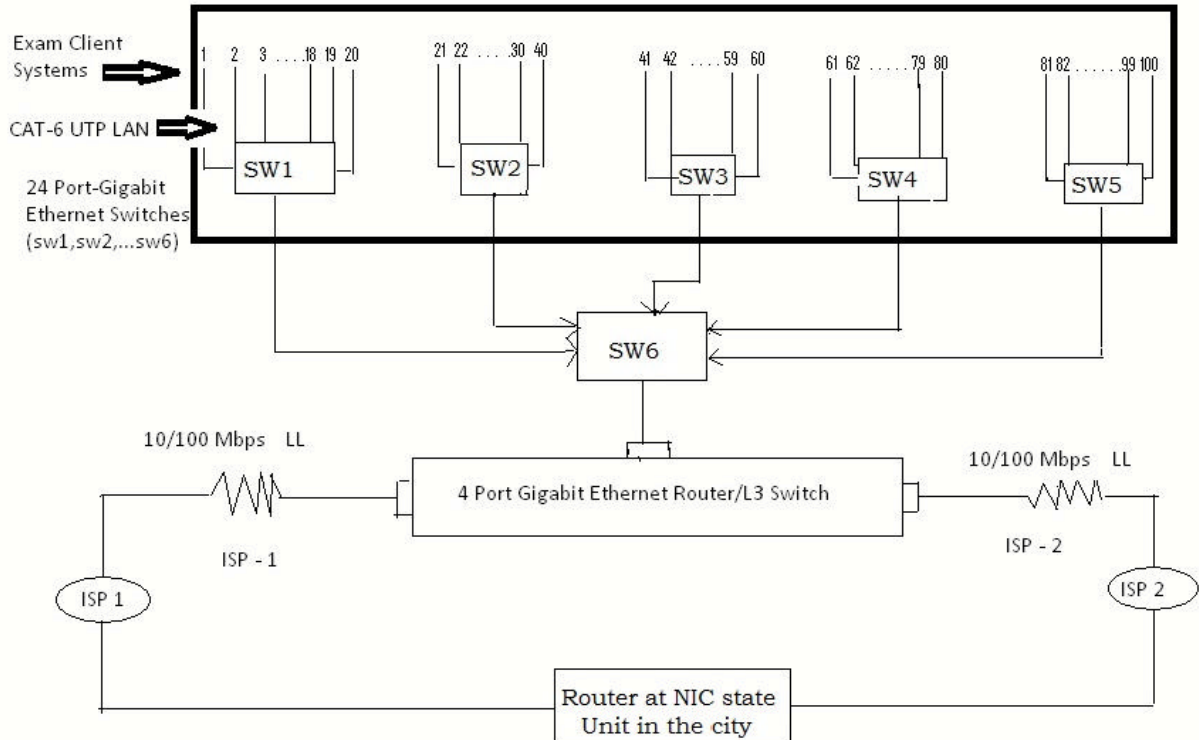 Exam Client
Systems
1 2 3 ....18 19 20
21 22 .....30 40
41 42 ....59 60
61 62 .......79 80
81 82.......99 100
CAT-6 UTP LAN
24 Port-Gigabit
Ethernet Switches
(sw1,sw2,...sw6)
SW1
SW2
SW3
SW4
SW5
SW6
10/100 Mbps LL
10/100 Mbps LL
4 Port Gigabit Ethernet Router/L3 Switch
ISP - 1
ISP - 2
ISP 1
ISP 2
Router at NIC state
Unit in the city